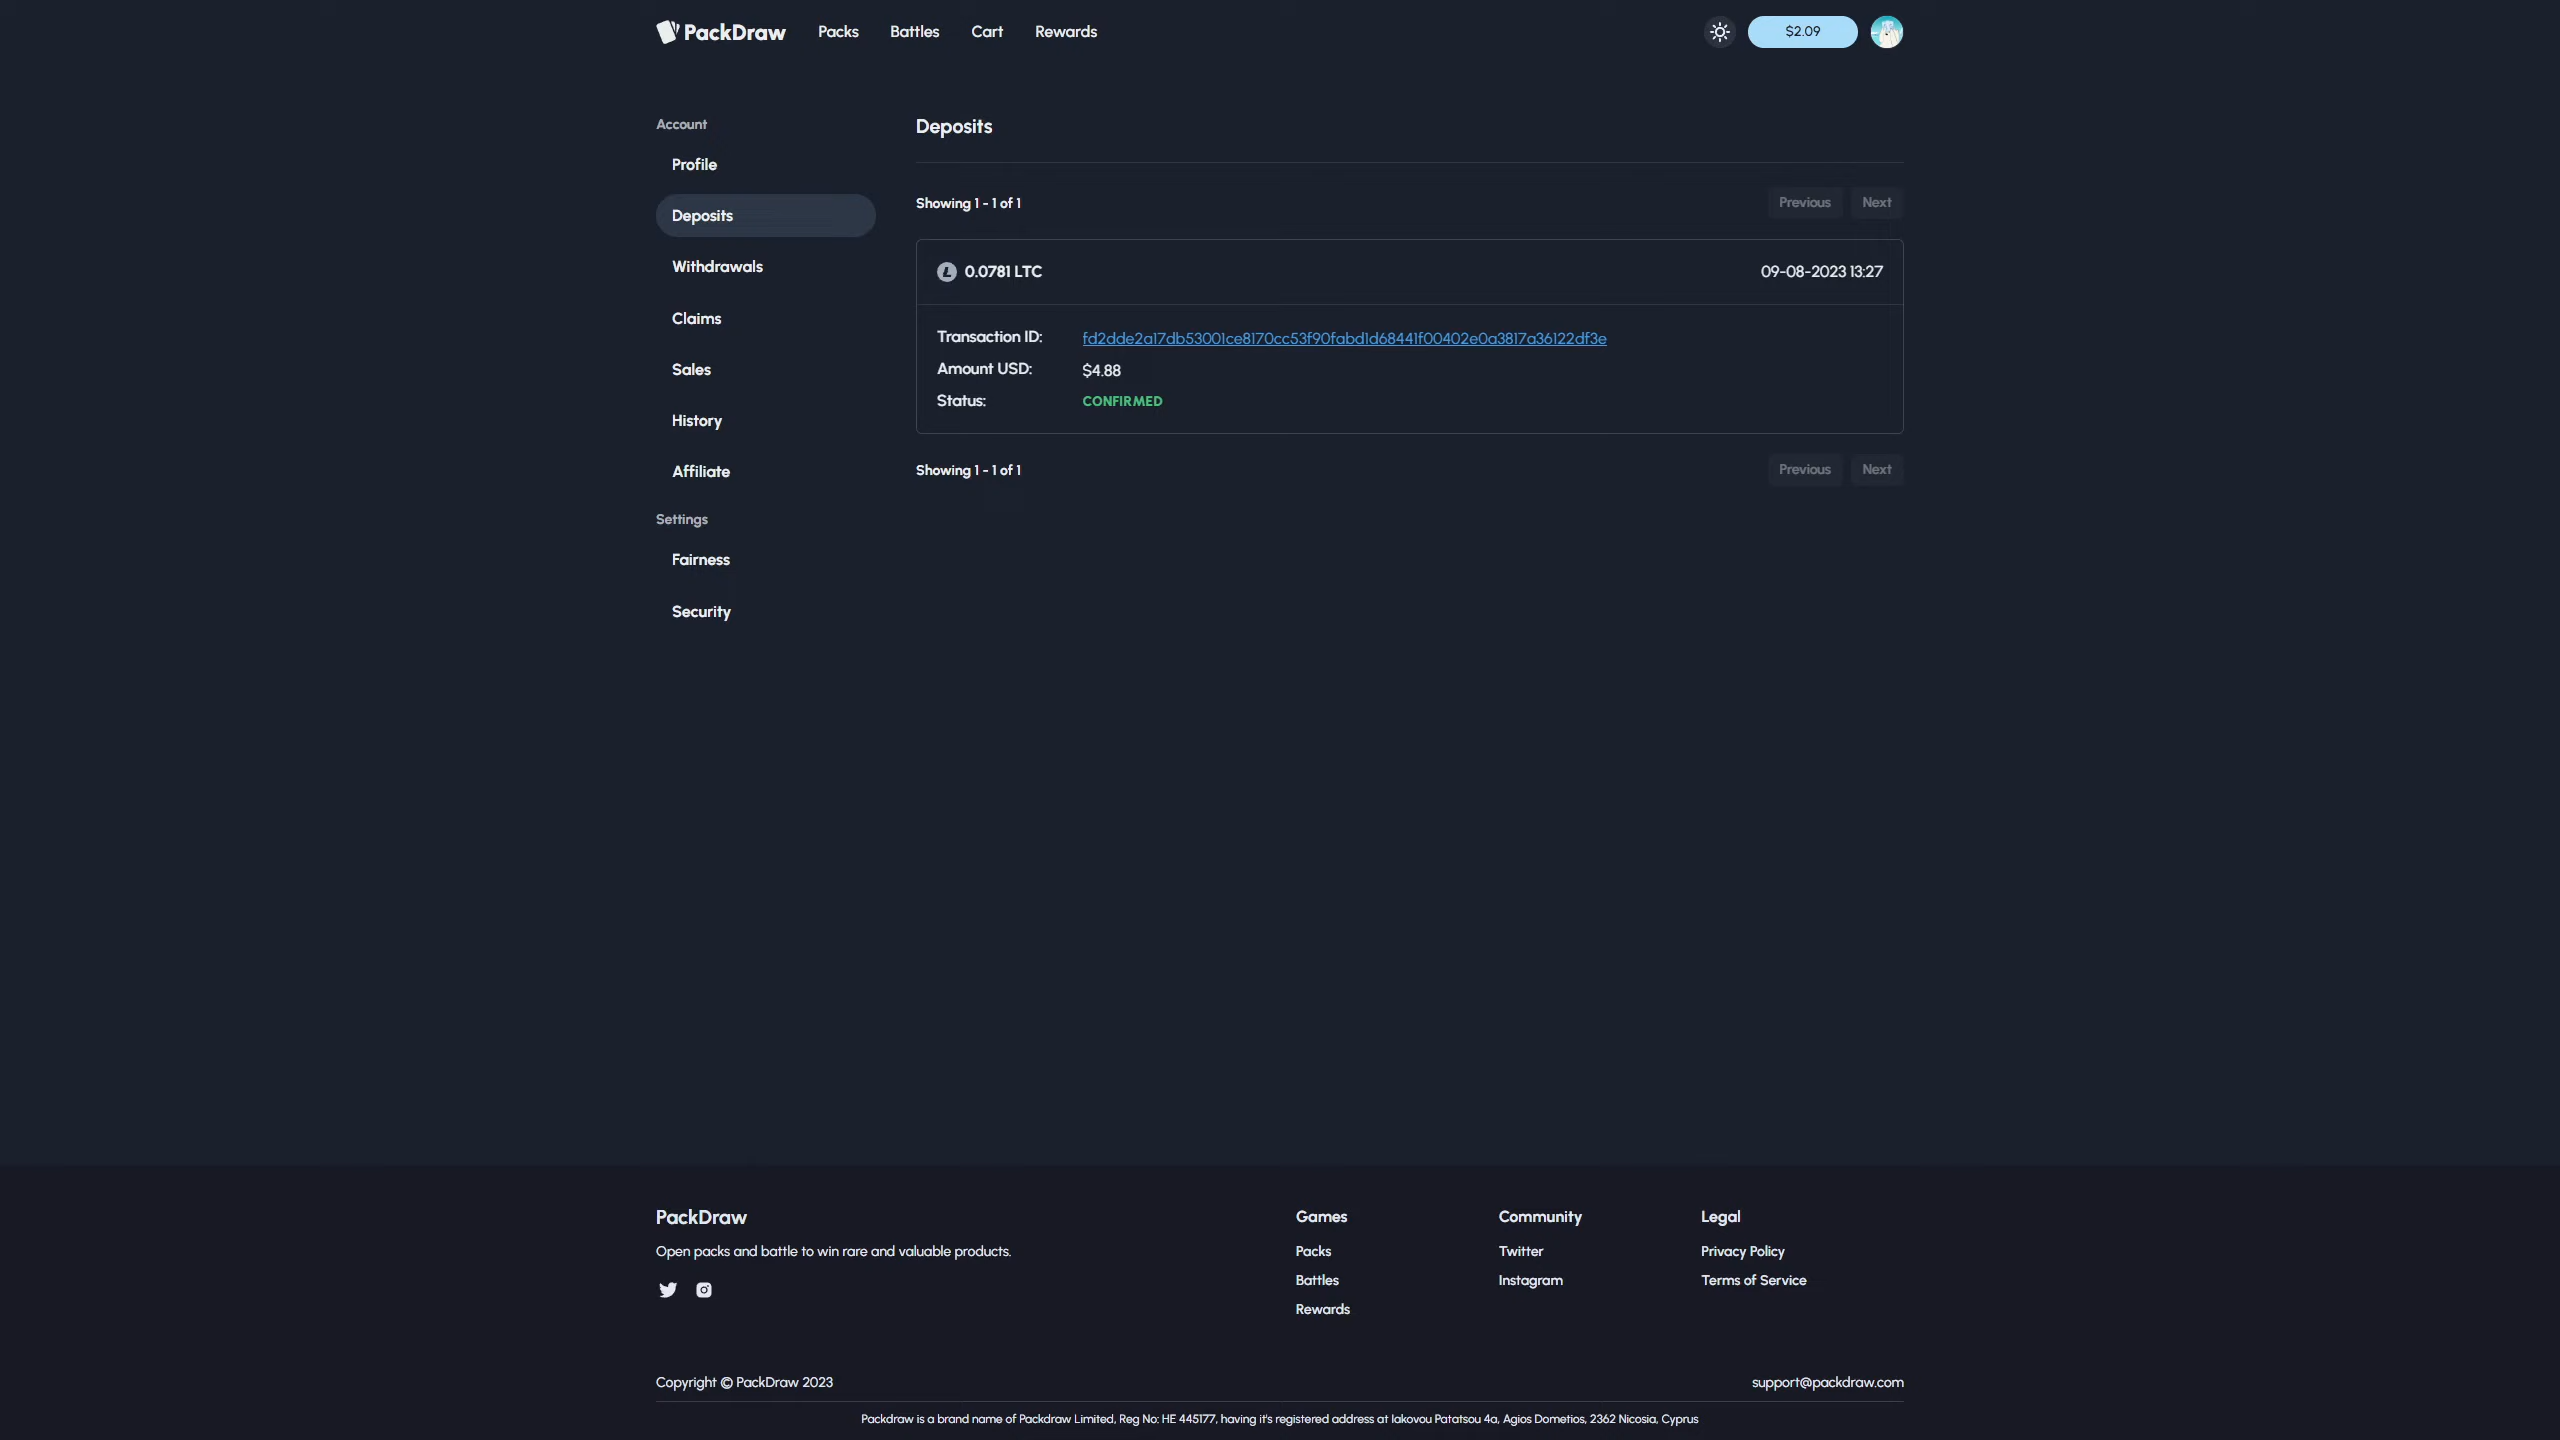 PackDraw Packs Battles Cart Rewards $2.09
Account
Profile
Deposits
Withdrawals
Claims
Sales
History
Affiliate
Settings
Fairness
Security
Deposits
Showing 1 - 1 of 1 Previous Next
0.0781 LTC 09-08-2023 13:27
Transaction ID: fd2dde2a17db53001ce8170cc53f90fabd1d68441f00402e0a3817a36122df3e
Amount USD: $4.88
Status: CONFIRMED
Showing 1 - 1 of 1 Previous Next
PackDraw
Open packs and battle to win rare and valuable products.
Games
Packs
Battles
Rewards
Community
Twitter
Instagram
Legal
Privacy Policy
Terms of Service
Copyright © PackDraw 2023 support@packdraw.com
Packdraw is a brand name of Packdraw Limited, Reg No: HE 445177, having it's registered address at Iakovou Patatsou 4a, Agios Dometios, 2362 Nicosia, Cyprus